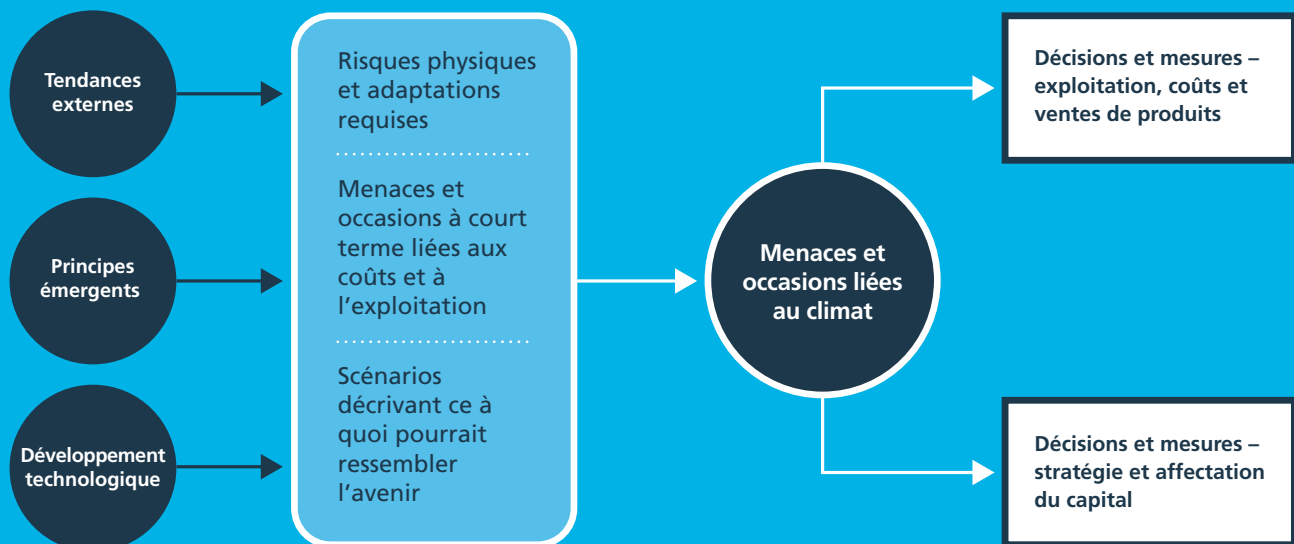 Tendances
externes
Principes
émergents
Développement
technologique
Risques physiques
et adaptations
requises
Menaces et
occasions à court
terme liées aux
coûts et à
l’exploitation
Scénarios
décrivant ce à
quoi pourrait
ressembler
l’avenir
Menaces et
occasions liées
au climat
Décisions et mesures –
exploitation, coûts et
ventes de produits
Décisions et mesures –
stratégie et affectation
du capital